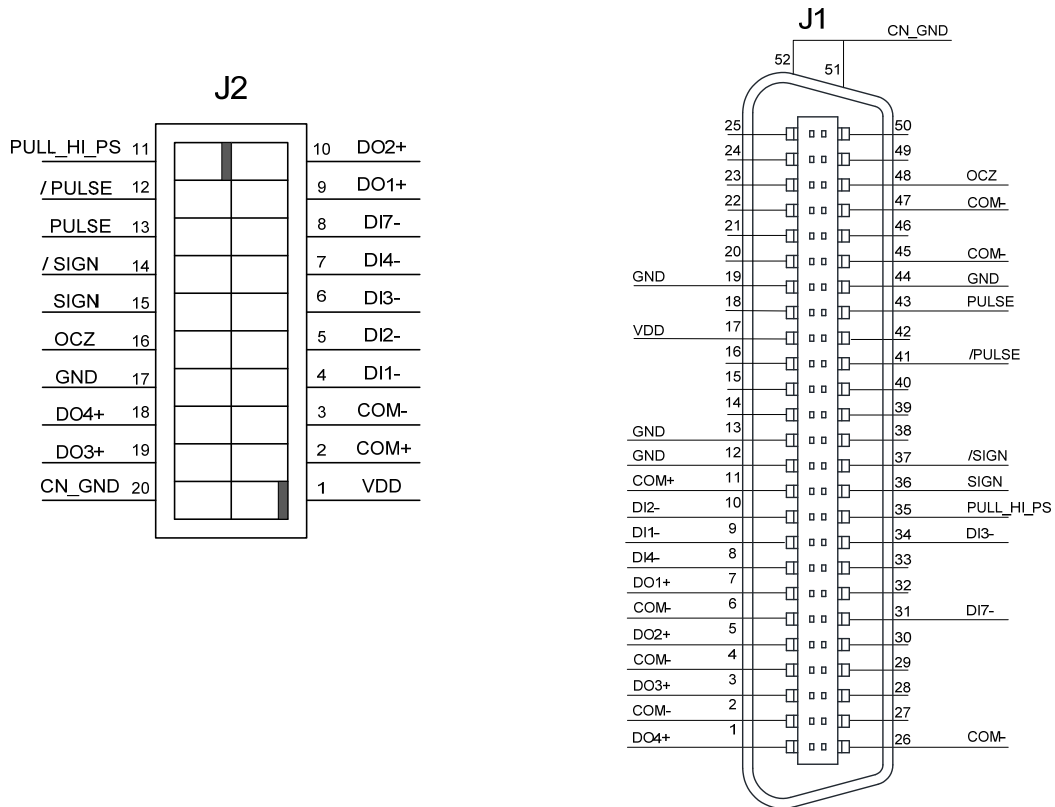 J2
PULL_HI_PS 11 10 DO2+
/ PULSE 12 9 DO1+
PULSE 13 8 DI7-
/ SIGN 14 7 DI4-
SIGN 15 6 DI3-
OCZ 16 5 DI2-
GND 17 4 DI1-
DO4+ 18 3 COM-
DO3+ 19 2 COM+
CN_GND 20 1 VDD
J1
CN_GND
52 51
25 50
24 49
23 48 OCZ
22 47 COM-
21 46
20 45 COM-
GND 19 44 GND
18 43 PULSE
VDD 17 42
16 41 /PULSE
15 40
14 39
GND 13 38
GND 12 37 /SIGN
COM+ 11 36 SIGN
DI2- 10 35 PULL_HI_PS
DI1- 9 34 DI3-
DI4- 8 33
DO1+ 7 32
COM- 6 31 DI7-
DO2+ 5 30
COM- 4 29
DO3+ 3 28
COM- 2 27
DO4+ 1 26 COM-